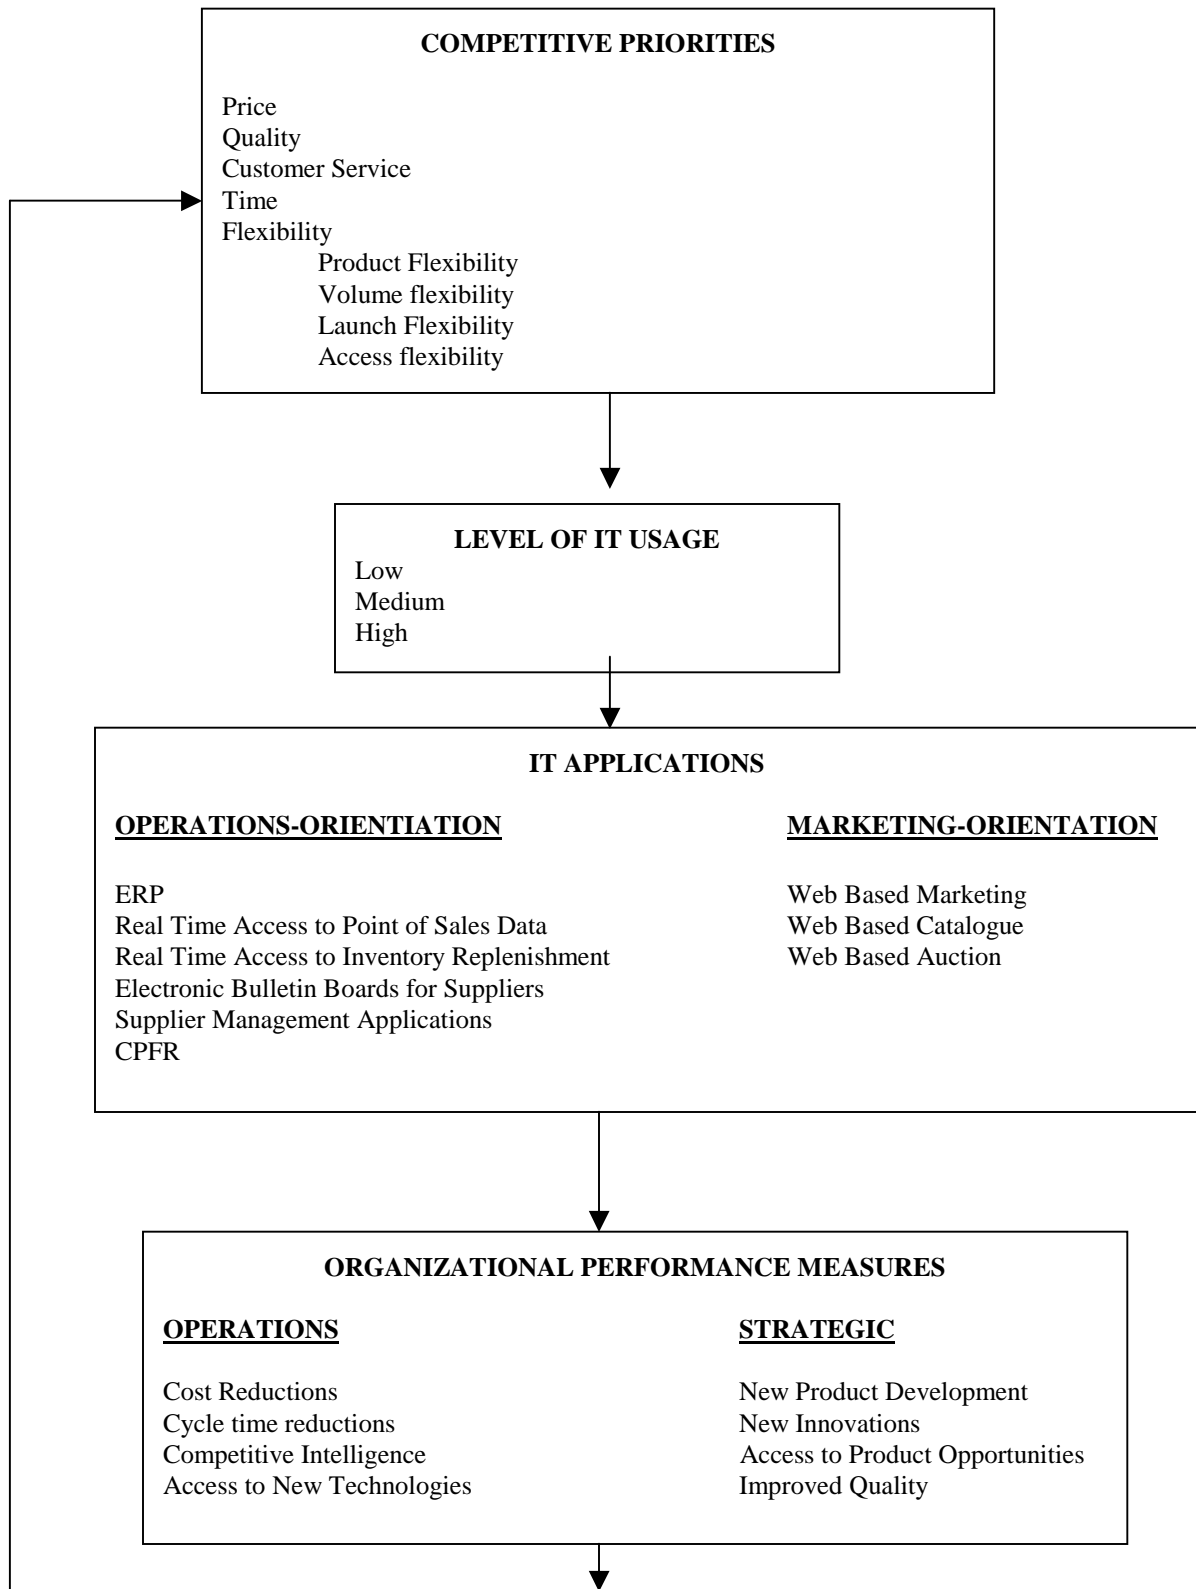 COMPETITIVE PRIORITIES
Price
Quality
Customer Service
Time
Flexibility
Product Flexibility
Volume flexibility
Launch Flexibility
Access flexibility
LEVEL OF IT USAGE
Low
Medium
High
IT APPLICATIONS
OPERATIONS-ORIENTIATION
ERP
Real Time Access to Point of Sales Data
Real Time Access to Inventory Replenishment
Electronic Bulletin Boards for Suppliers
Supplier Management Applications
CPFR
MARKETING-ORIENTATION
Web Based Marketing
Web Based Catalogue
Web Based Auction
ORGANIZATIONAL PERFORMANCE MEASURES
OPERATIONS
Cost Reductions
Cycle time reductions
Competitive Intelligence
Access to New Technologies
STRATEGIC
New Product Development
New Innovations
Access to Product Opportunities
Improved Quality